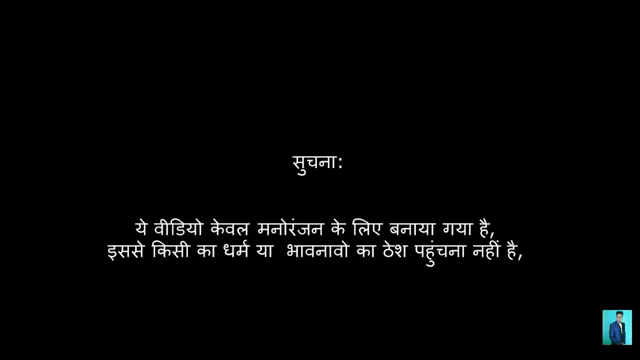 सुचना:
ये वीडियो केवल मनोरंजन के लिए बनाया गया है,
इससे किसी का धर्म या भावनावो का ठेश पहुंचना नहीं है,